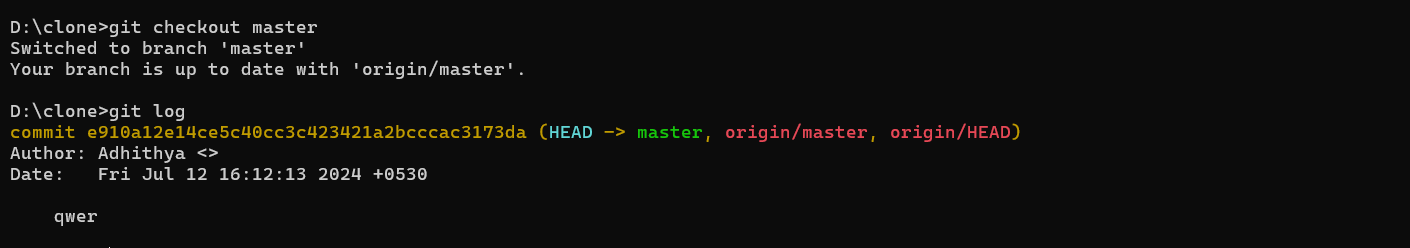 D:\clone>git checkout master
Switched to branch 'master'
Your branch is up to date with 'origin/master'.
D:\clone>git log
commit e910a12e14ce5c40cc3c423421a2bcccac3173da (HEAD -> master, origin/master, origin/HEAD)
Author: Adhithya <>
Date:   Fri Jul 12 16:12:13 2024 +0530
qwer